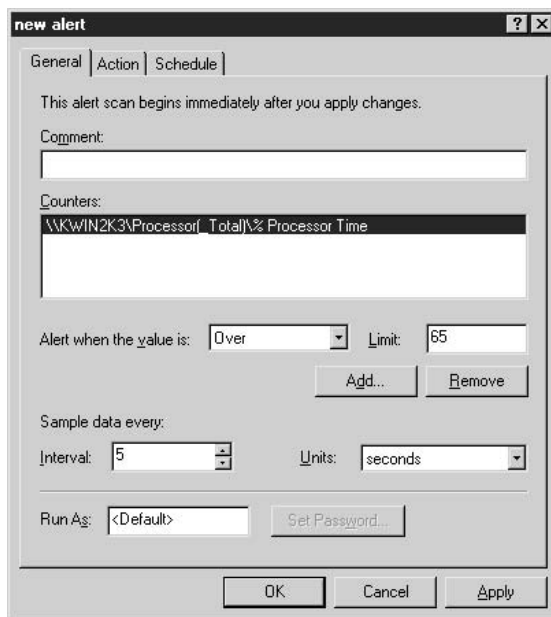 new alert
General Action Schedule
This alert scan begins immediately after you apply changes.
Comment:
Counters:
\\KWIN2K3\Processor(_Total)\% Processor Time
Alert when the value is: Over Limit: 65
Add... Remove
Sample data every:
Interval: 5 Units: seconds
Run As: <Default> Set Password...
OK Cancel Apply